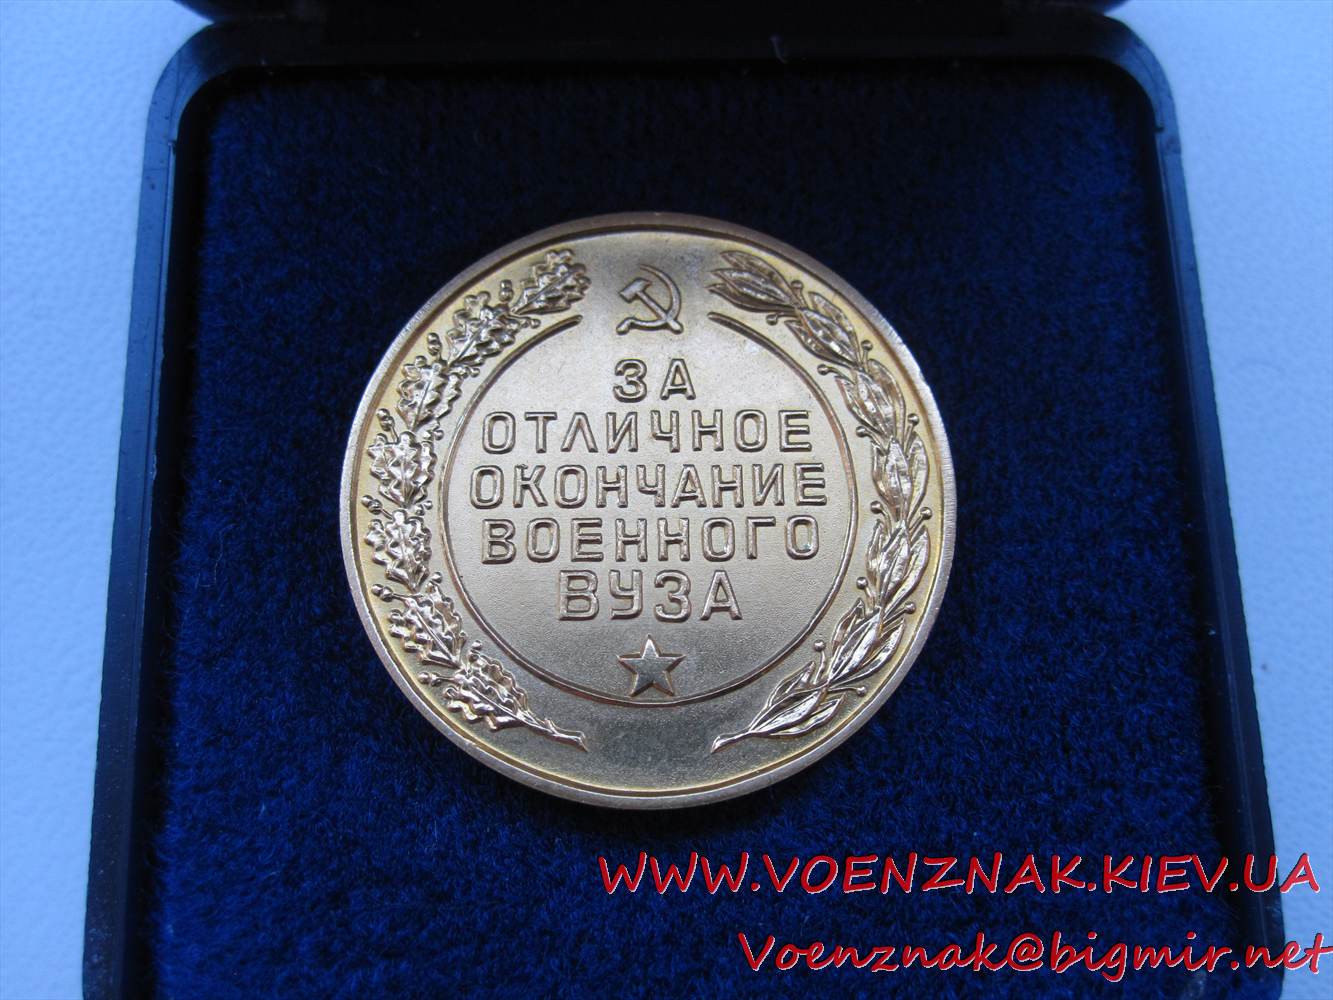 ЗА
ОТЛИЧНОЕ
ОКОНЧАНИЕ
ВОЕННОГО
ВУЗА
WWW.VOENZNAK.KIEV.UA
Voenznak@bigmir.net